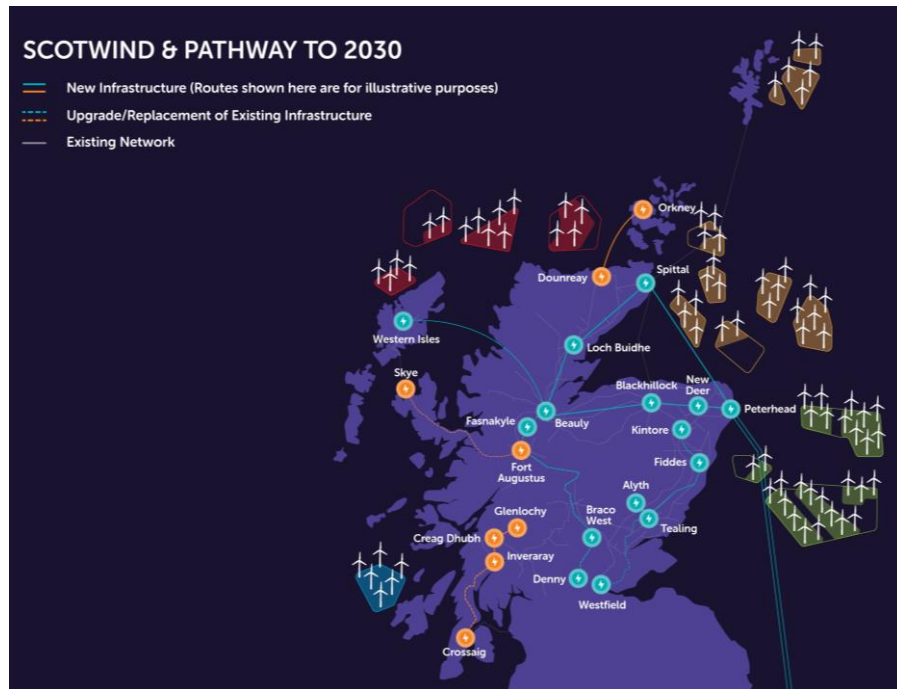 SCOTWIND & PATHWAY TO 2030
New Infrastructure (Routes shown here are for illustrative purposes)
Upgrade/Replacement of Existing Infrastructure
Existing Network
Orkney
Dounreay
Spittal
Western Isles
Loch Buidhe
Skye
Blackhillock
New
Deer
Peterhead
Fasnakyle
Beauly
Kintore
Fort
Augustus
Fiddes
Alyth
Glenlochy
Braco
West
Tealing
Creag Dhubh
Inveraray
Denny
Westfield
Crossaig